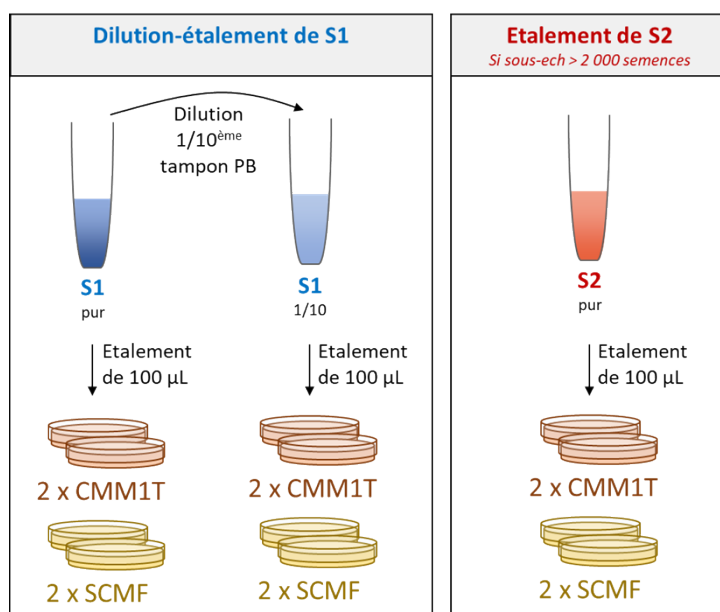 Dilution-étalement de S1
Dilution
1/10ème
tampon PB
S1
pur
S1
1/10
Etalement
de 100 µL
Etalement
de 100 µL
2 x CMM1T
2 x CMM1T
2 x SCMF
2 x SCMF
Etalement de S2
Si sous-ech > 2 000 semences
S2
pur
Etalement
de 100 µL
2 x CMM1T
2 x SCMF